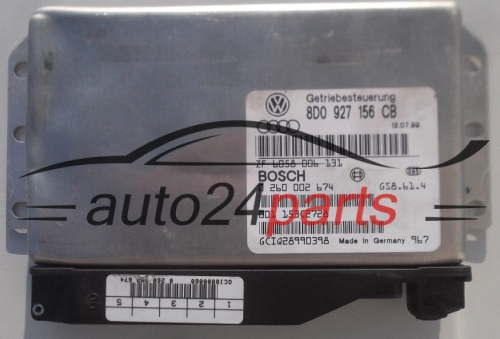 Getriebesteuerung
8D0 927 156 CB
12.07.99
ZF 6058 006 131
BOSCH
0 260 002 674 GS8.61.4
auto24parts
GCIQ28990398 Made in Germany 967
1 2 3 4 5